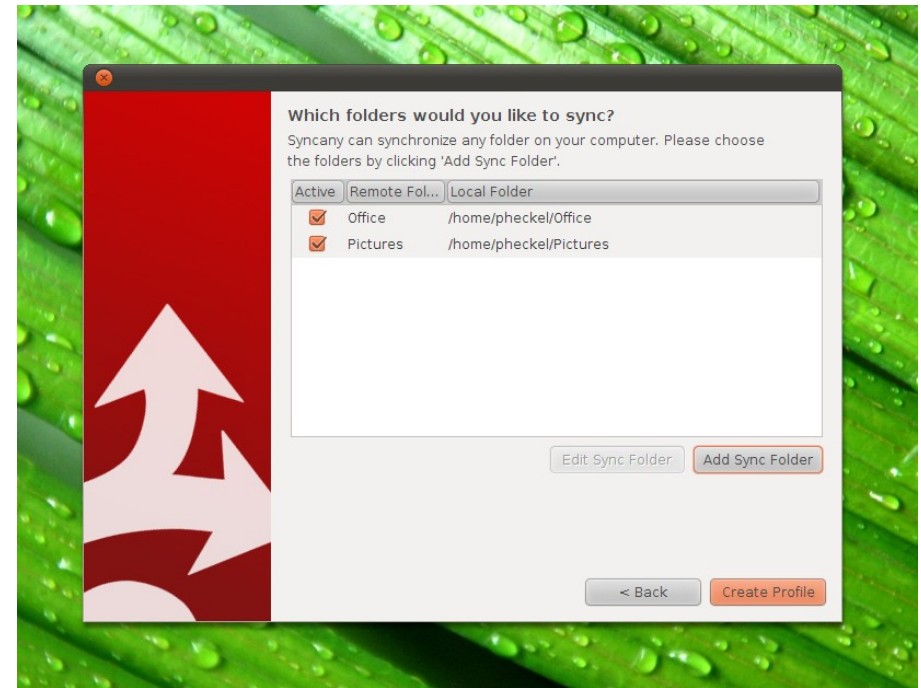 Which folders would you like to sync?
Syncany can synchronize any folder on your computer. Please choose
the folders by clicking 'Add Sync Folder'.
Active Remote Fol... Local Folder
Office /home/pheckel/Office
Pictures /home/pheckel/Pictures
Edit Sync Folder Add Sync Folder
< Back Create Profile